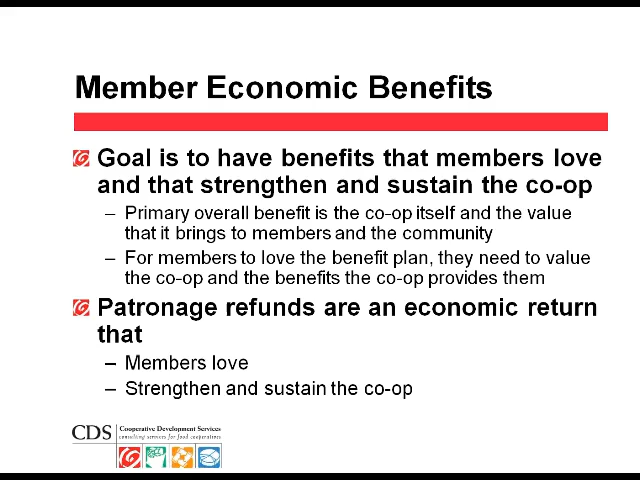 Member Economic Benefits
Goal is to have benefits that members love
and that strengthen and sustain the co-op
– Primary overall benefit is the co-op itself and the value
that it brings to members and the community
– For members to love the benefit plan, they need to value
the co-op and the benefits the co-op provides them
Patronage refunds are an economic return
that
– Members love
– Strengthen and sustain the co-op
CDS Cooperative Development Services
consulting services for food cooperatives